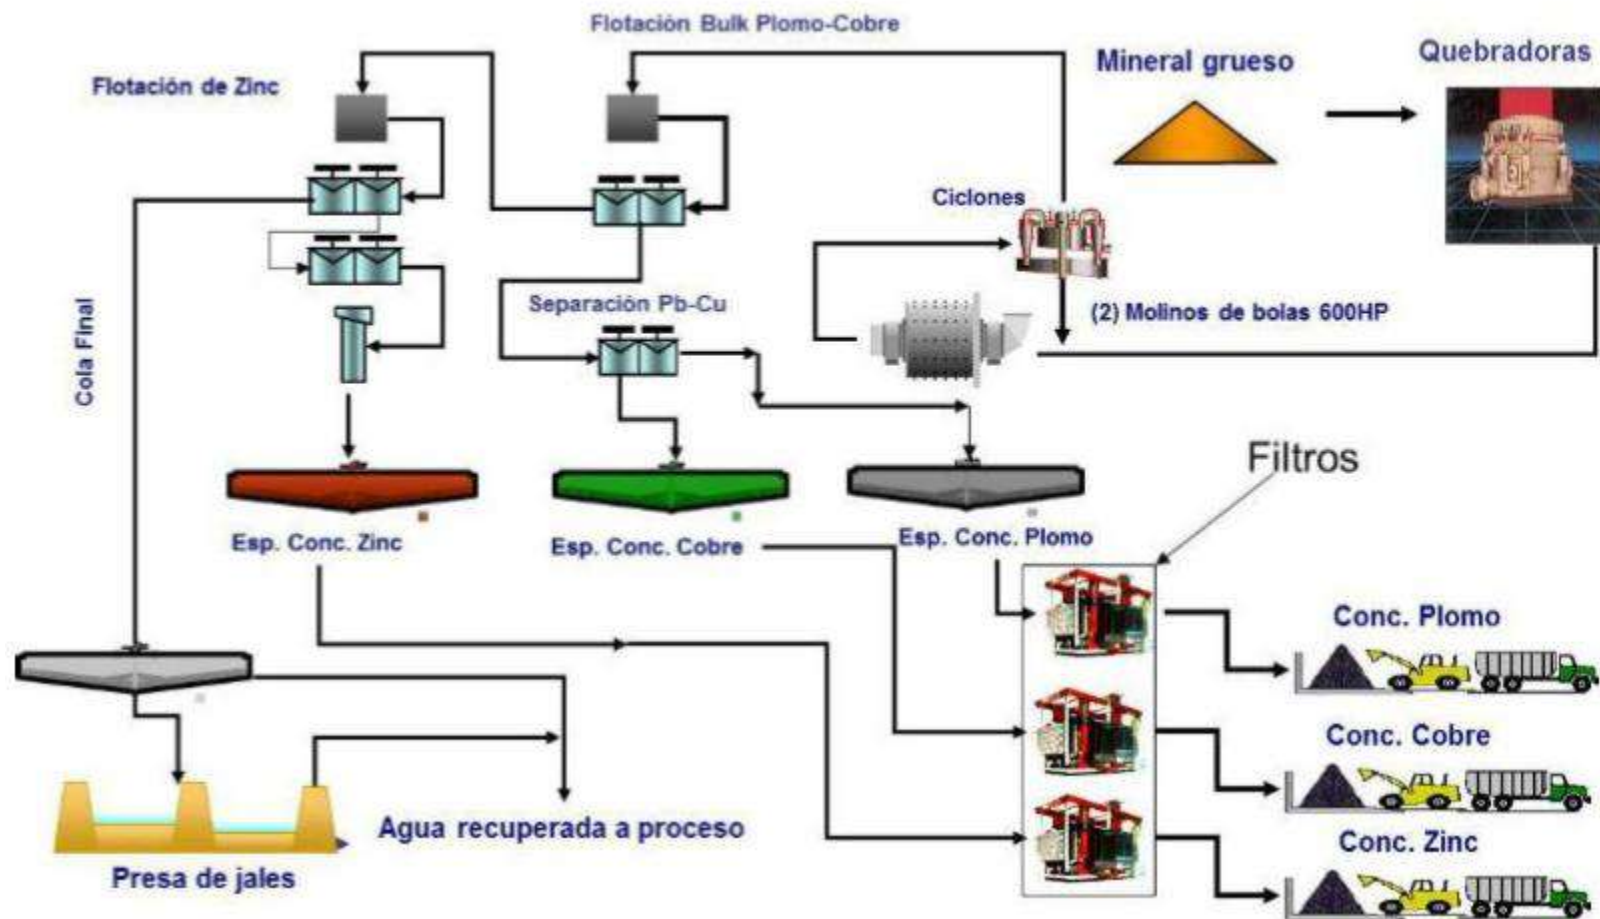 Flotación Bulk Plomo-Cobre
Quebradoras
Mineral grueso
Flotación de Zinc
Ciclones
Separación Pb-Cu
(2) Molinos de bolas 600HP
Cola Final
Filtros
Esp. Conc. Zinc
Esp. Conc. Cobre
Esp. Conc. Plomo
Conc. Plomo
Conc. Cobre
Agua recuperada a proceso
Conc. Zinc
Presa de jales